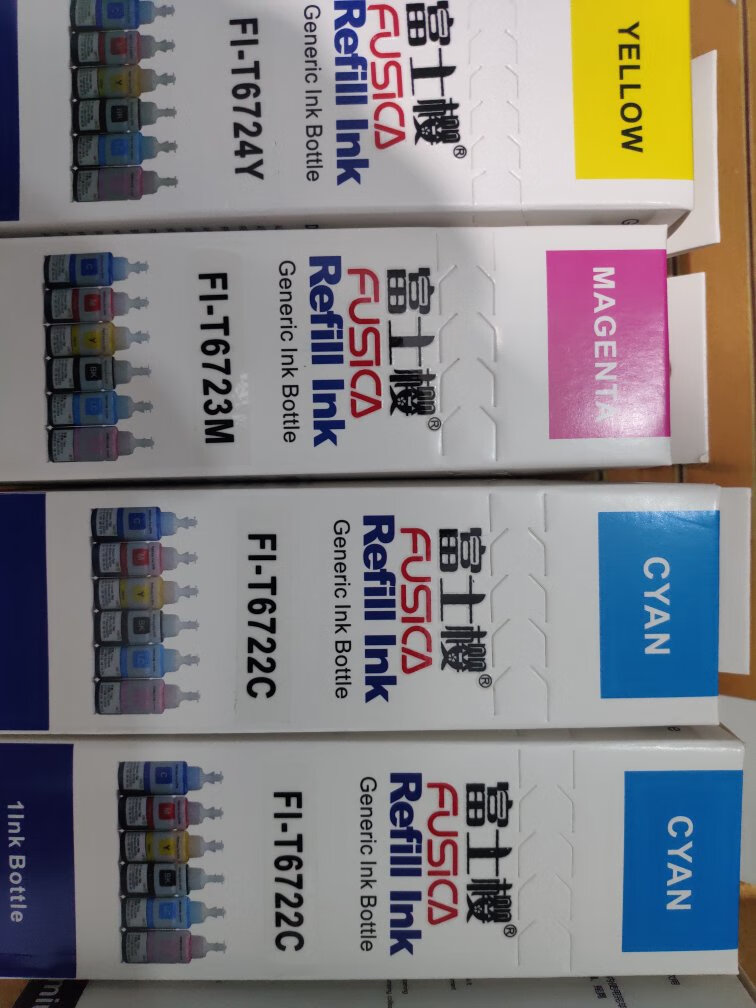 YELLOW
富士樱®
FUSICA
Refill Ink
Generic Ink Bottle
FI-T6724Y
MAGENTA
富士樱®
FUSICA
Refill Ink
Generic Ink Bottle
FI-T6723M
CYAN
富士樱®
FUSICA
Refill Ink
Generic Ink Bottle
FI-T6722C
CYAN
富士樱®
FUSICA
Refill Ink
Generic Ink Bottle
FI-T6722C
1Ink Bottle